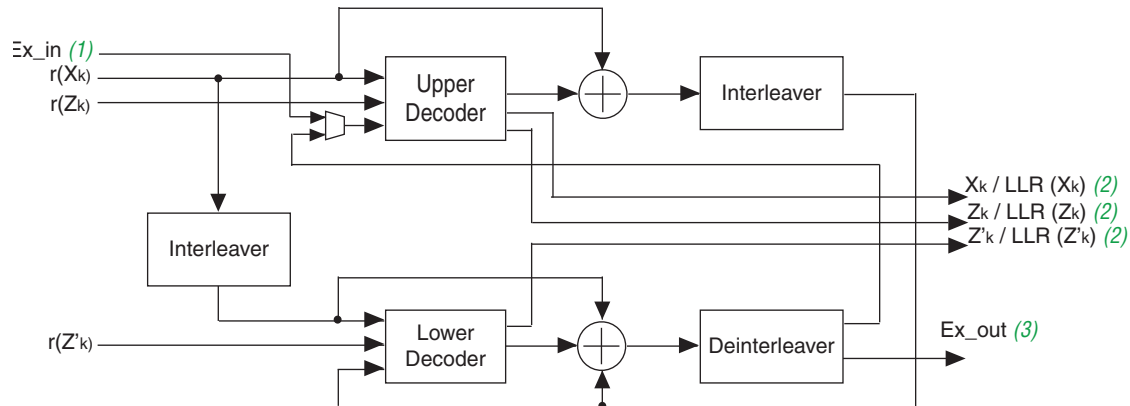 Ex_in (1)
r(Xk)
r(Zk)
Upper
Decoder
Interleaver
Xk / LLR (Xk) (2)
Zk / LLR (Zk) (2)
Z'k / LLR (Z'k) (2)
Interleaver
r(Z'k)
Lower
Decoder
Deinterleaver
Ex_out (3)